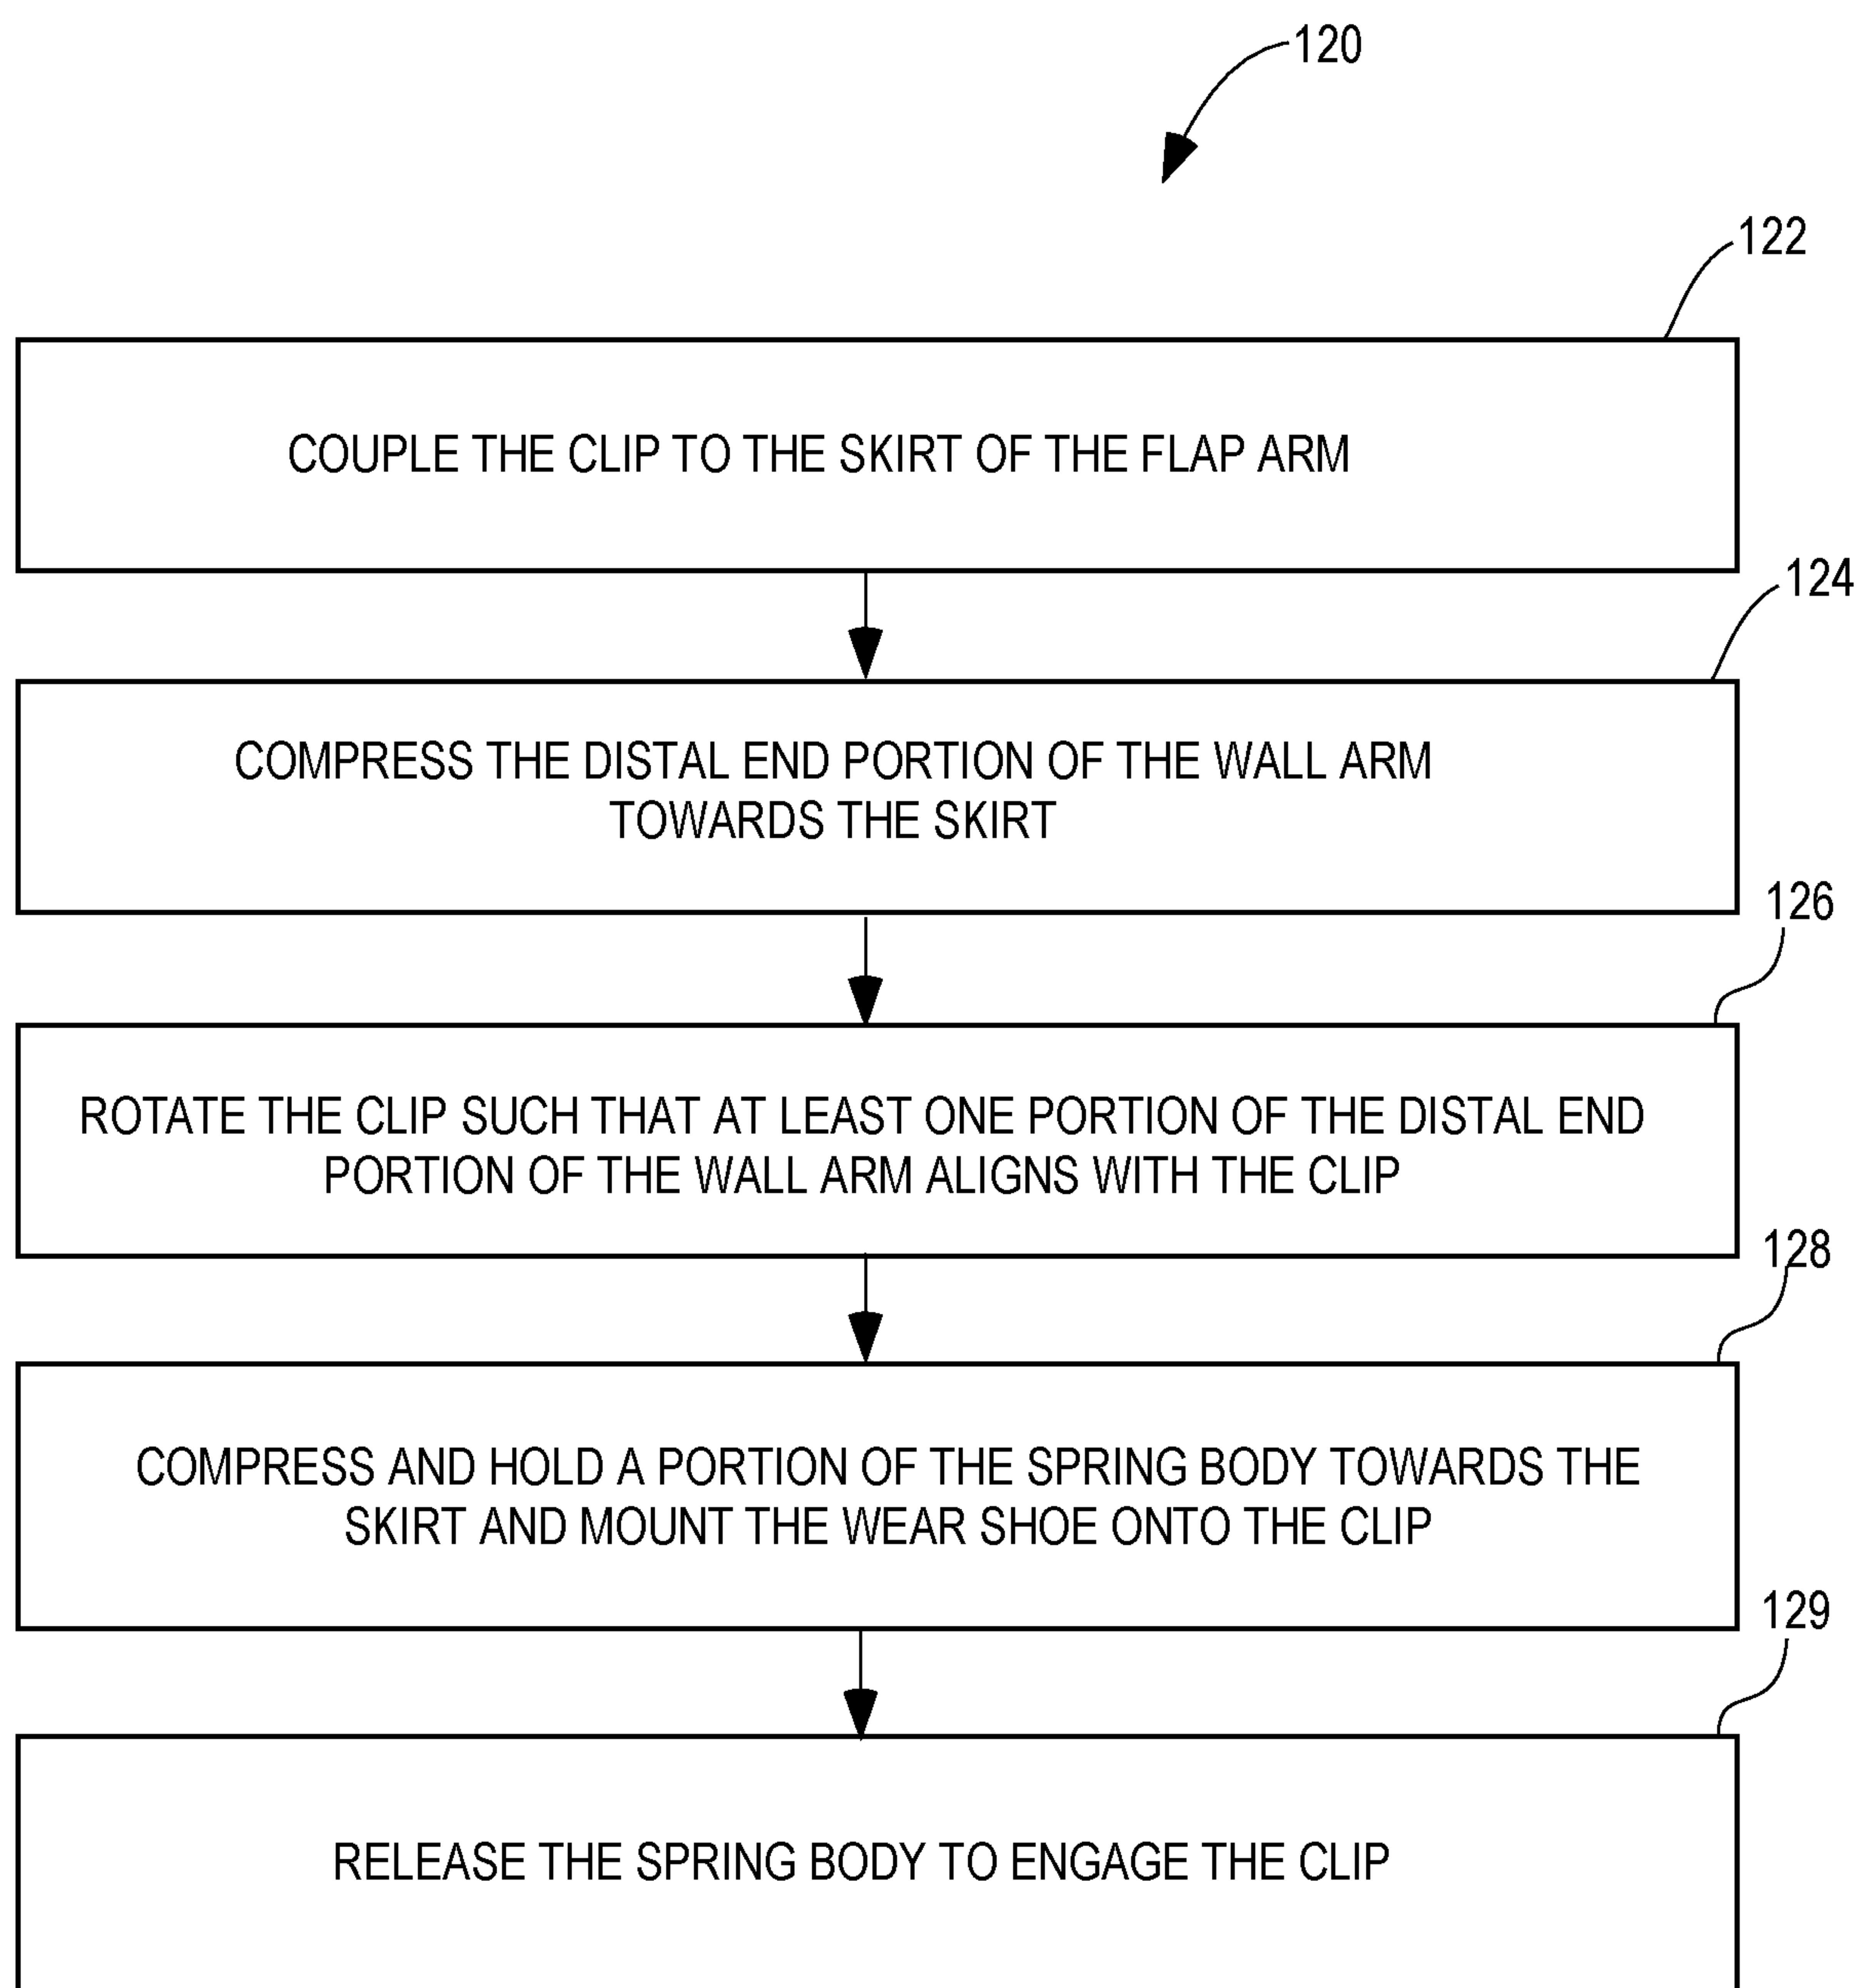 120
122
COUPLE THE CLIP TO THE SKIRT OF THE FLAP ARM
124
COMPRESS THE DISTAL END PORTION OF THE WALL ARM
TOWARDS THE SKIRT
126
ROTATE THE CLIP SUCH THAT AT LEAST ONE PORTION OF THE DISTAL END
PORTION OF THE WALL ARM ALIGNS WITH THE CLIP
128
COMPRESS AND HOLD A PORTION OF THE SPRING BODY TOWARDS THE
SKIRT AND MOUNT THE WEAR SHOE ONTO THE CLIP
129
RELEASE THE SPRING BODY TO ENGAGE THE CLIP